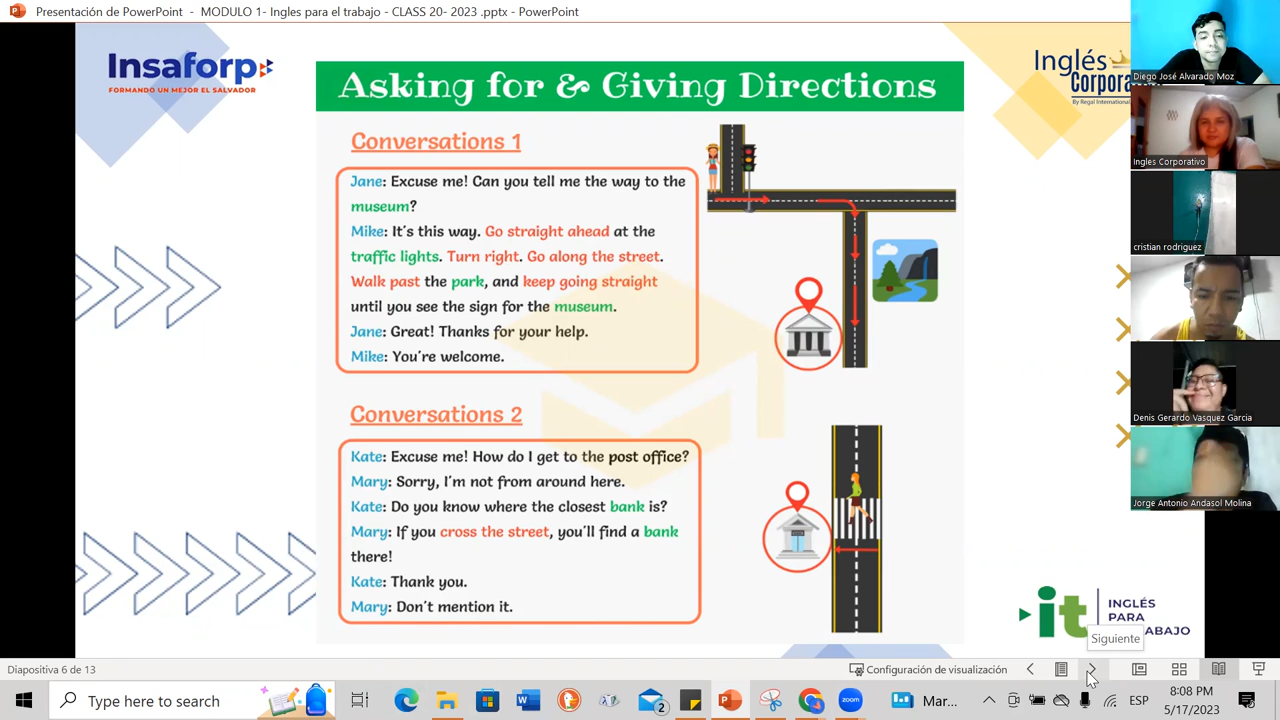 Presentación de PowerPoint - MODULO 1- Ingles para el trabajo - CLASS 20- 2023 .pptx - PowerPoint
Insaforp
FORMANDO UN MEJOR EL SALVADOR
Inglés
Corporativo
By Regal International
Asking for & Giving Directions
Conversations 1
Jane: Excuse me! Can you tell me the way to the
museum?
Mike: It's this way. Go straight ahead at the
traffic lights. Turn right. Go along the street.
Walk past the park, and keep going straight
until you see the sign for the museum.
Jane: Great! Thanks for your help.
Mike: You're welcome.
Conversations 2
Kate: Excuse me! How do I get to the post office?
Mary: Sorry, I'm not from around here.
Kate: Do you know where the closest bank is?
Mary: If you cross the street, you'll find a bank
there!
Kate: Thank you.
Mary: Don't mention it.
Diego José Alvarado Moz
Ingles Corporativo
cristian rodriguez
Denis Gerardo Vasquez Garcia
Jorge Antonio Andasol Molina
it
INGLÉS
PARA
TRABAJO
Siguiente
Diapositiva 6 de 13
Configuración de visualización
Type here to search
2
Mar...
ESP
8:08 PM
5/17/2023